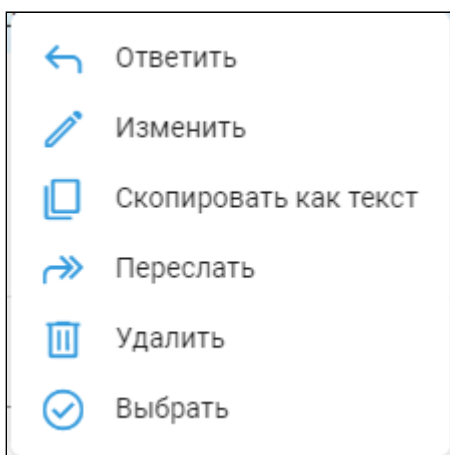 Ответить
Изменить
Скопировать как текст
Переслать
Удалить
Выбрать